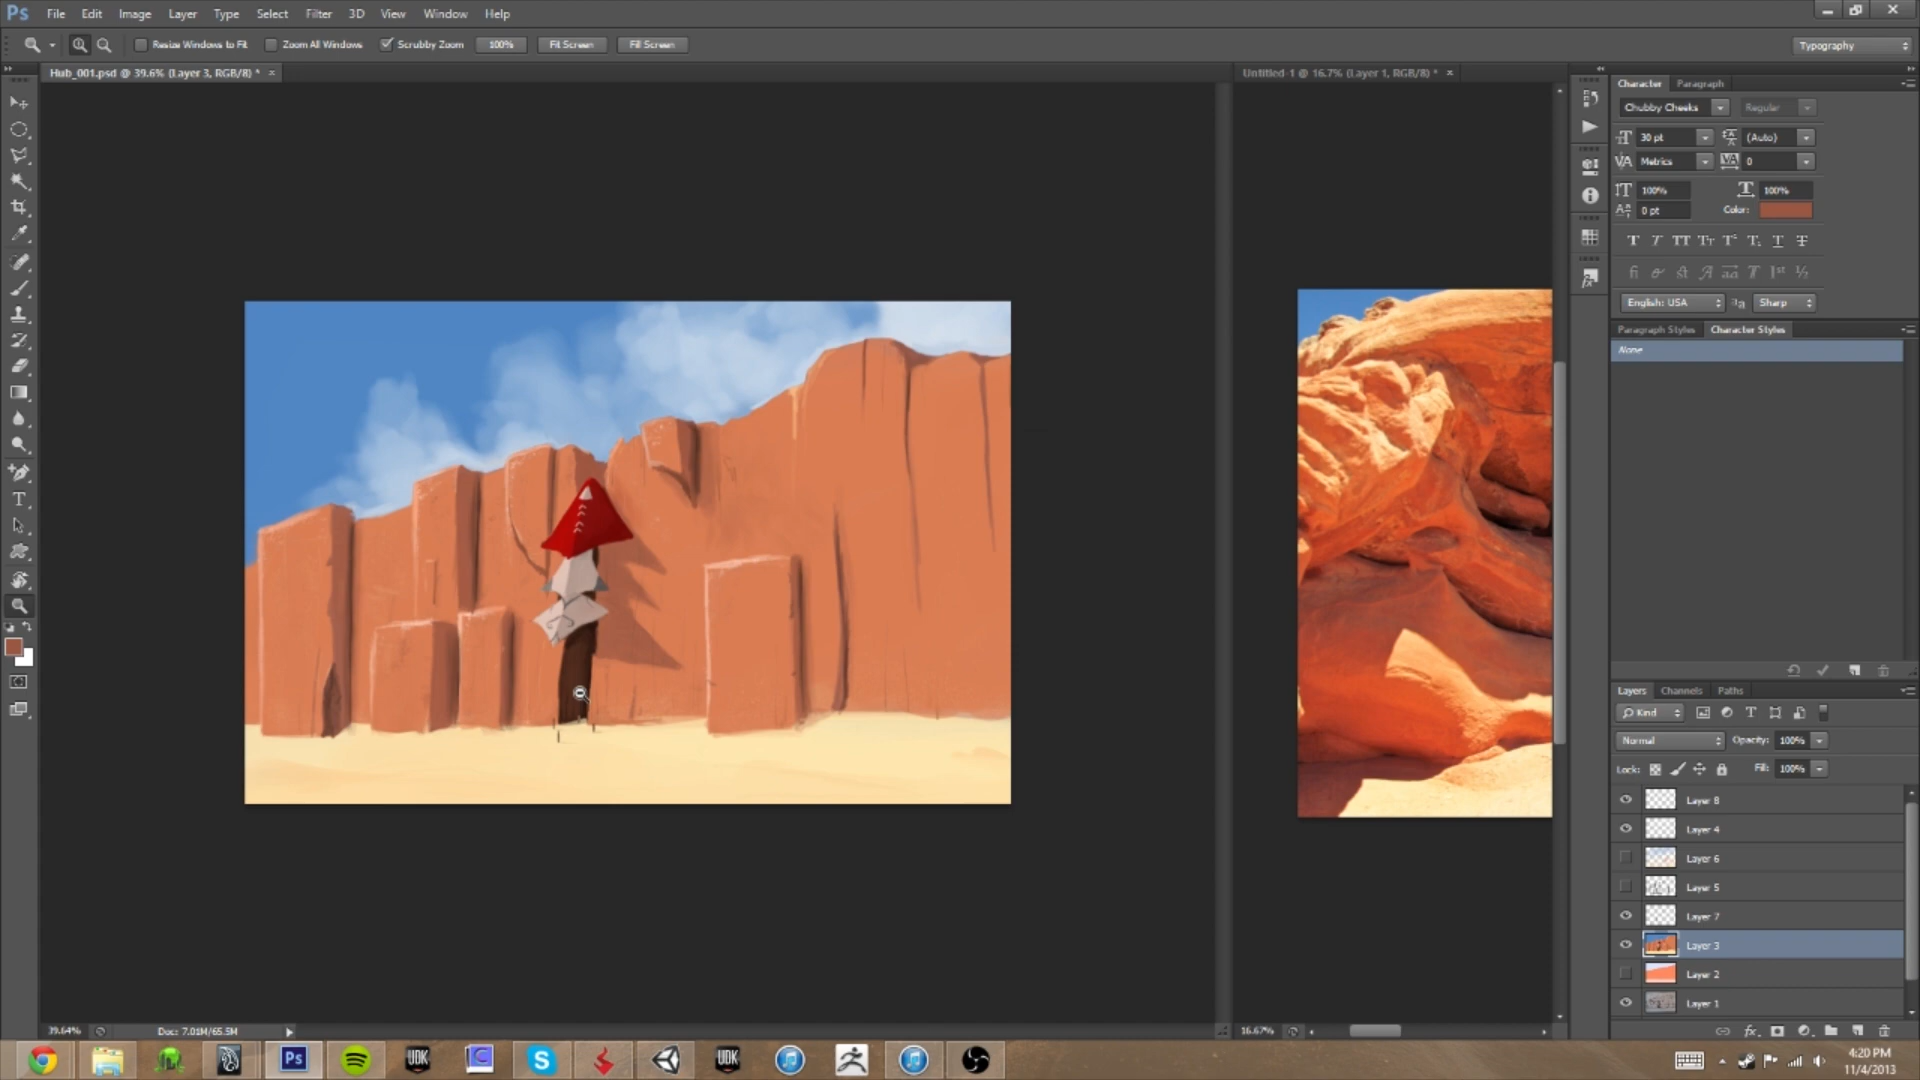 Ps File Edit Image Layer Type Select Filter 3D View Window Help
Resize Windows to Fit Zoom All Windows Scrubby Zoom 100% Fit Screen Fill Screen Typography
Hub_001.psd @ 39.6% (Layer 3, RGB/8) * × Untitled-1 @ 16.7% (Layer 1, RGB/8) * ×
Character Paragraph
Chubby Cheeks Regular
30 pt (Auto)
Metrics 0
100% 100%
0 pt Color:
English: USA Sharp
Paragraph Styles Character Styles
None
Layers Channels Paths
Kind
Normal Opacity: 100%
Lock: Fill: 100%
Layer 8
Layer 4
Layer 6
Layer 5
Layer 7
Layer 3
Layer 2
Layer 1
39.64% Doc: 7.01M/65.5M 16.67%
Ps UDK UDK
4:20 PM
11/4/2013